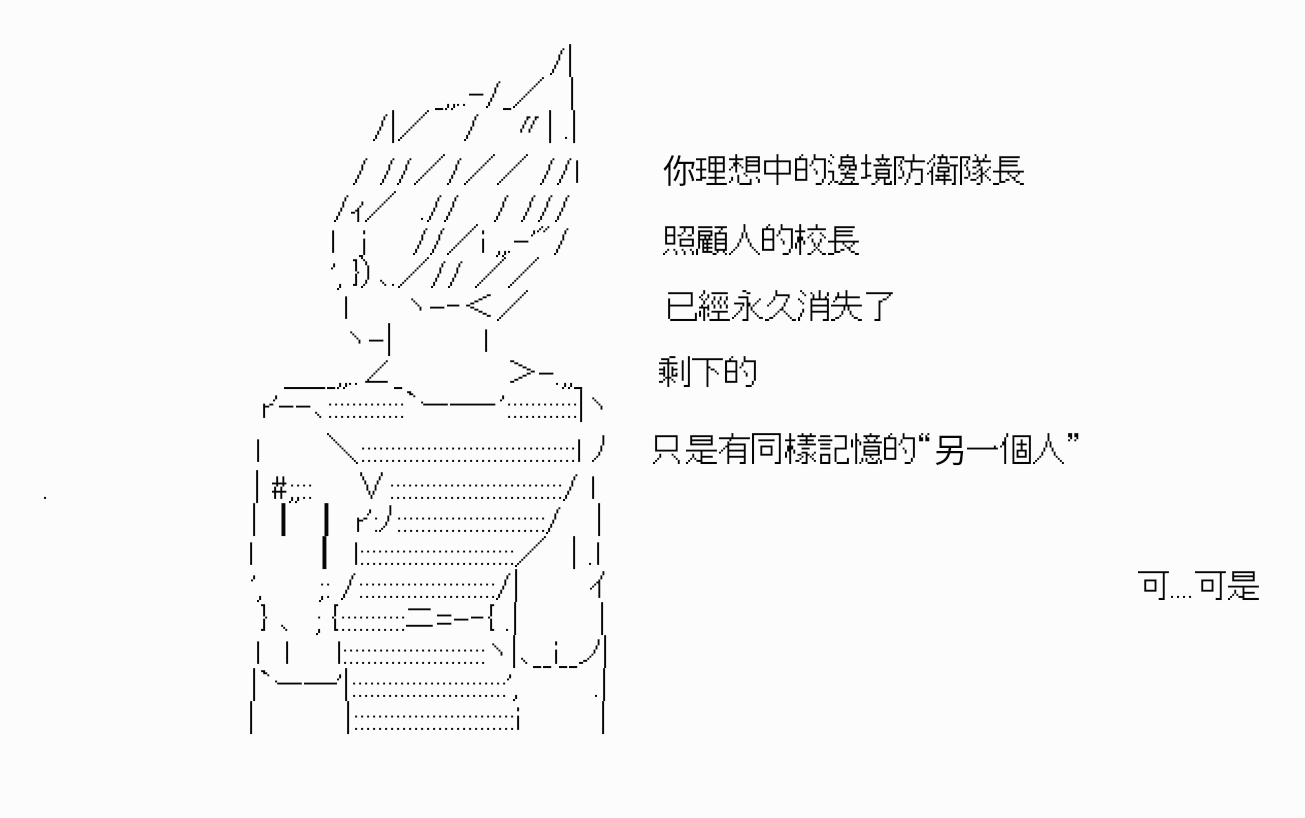 你理想中的邊境防衛隊長
照顧人的校長
已經永久消失了
剩下的
只是有同樣記憶的“另一個人”
可....可是